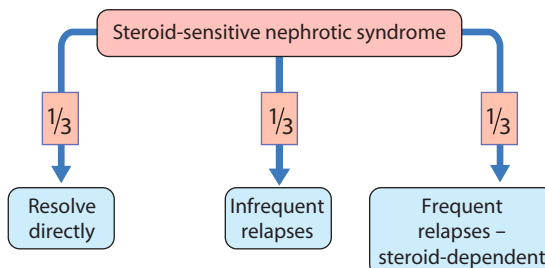 Steroid-sensitive nephrotic syndrome
1/3
1/3
1/3
Resolve
directly
Infrequent
relapses
Frequent
relapses –
steroid-dependent